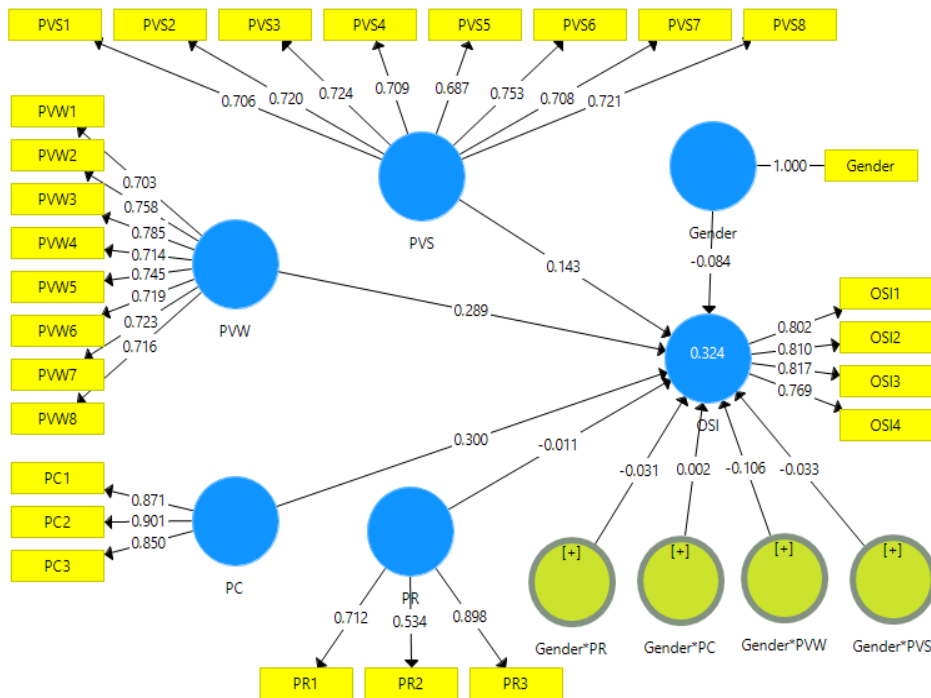 PVS1 PVS2 PVS3 PVS4 PVS5 PVS6 PVS7 PVS8
0.706 0.720 0.724 0.709 0.687 0.753 0.708 0.721
PVS
PVW1
PVW2
PVW3
PVW4
PVW5
PVW6
PVW7
PVW8
0.703
0.758
0.785
0.714
0.745
0.719
0.723
0.716
PVW
1.000
Gender
Gender
-0.084
0.143
0.289
0.324
OSI
0.802
0.810
0.817
0.769
OSI1
OSI2
OSI3
OSI4
0.300
-0.011
-0.031 0.002 -0.106 -0.033
PC1
PC2
PC3
0.871
0.901
0.850
PC
PR
0.712 0.534 0.898
PR1 PR2 PR3
[+] [+] [+] [+]
Gender*PR Gender*PC Gender*PVW Gender*PVS